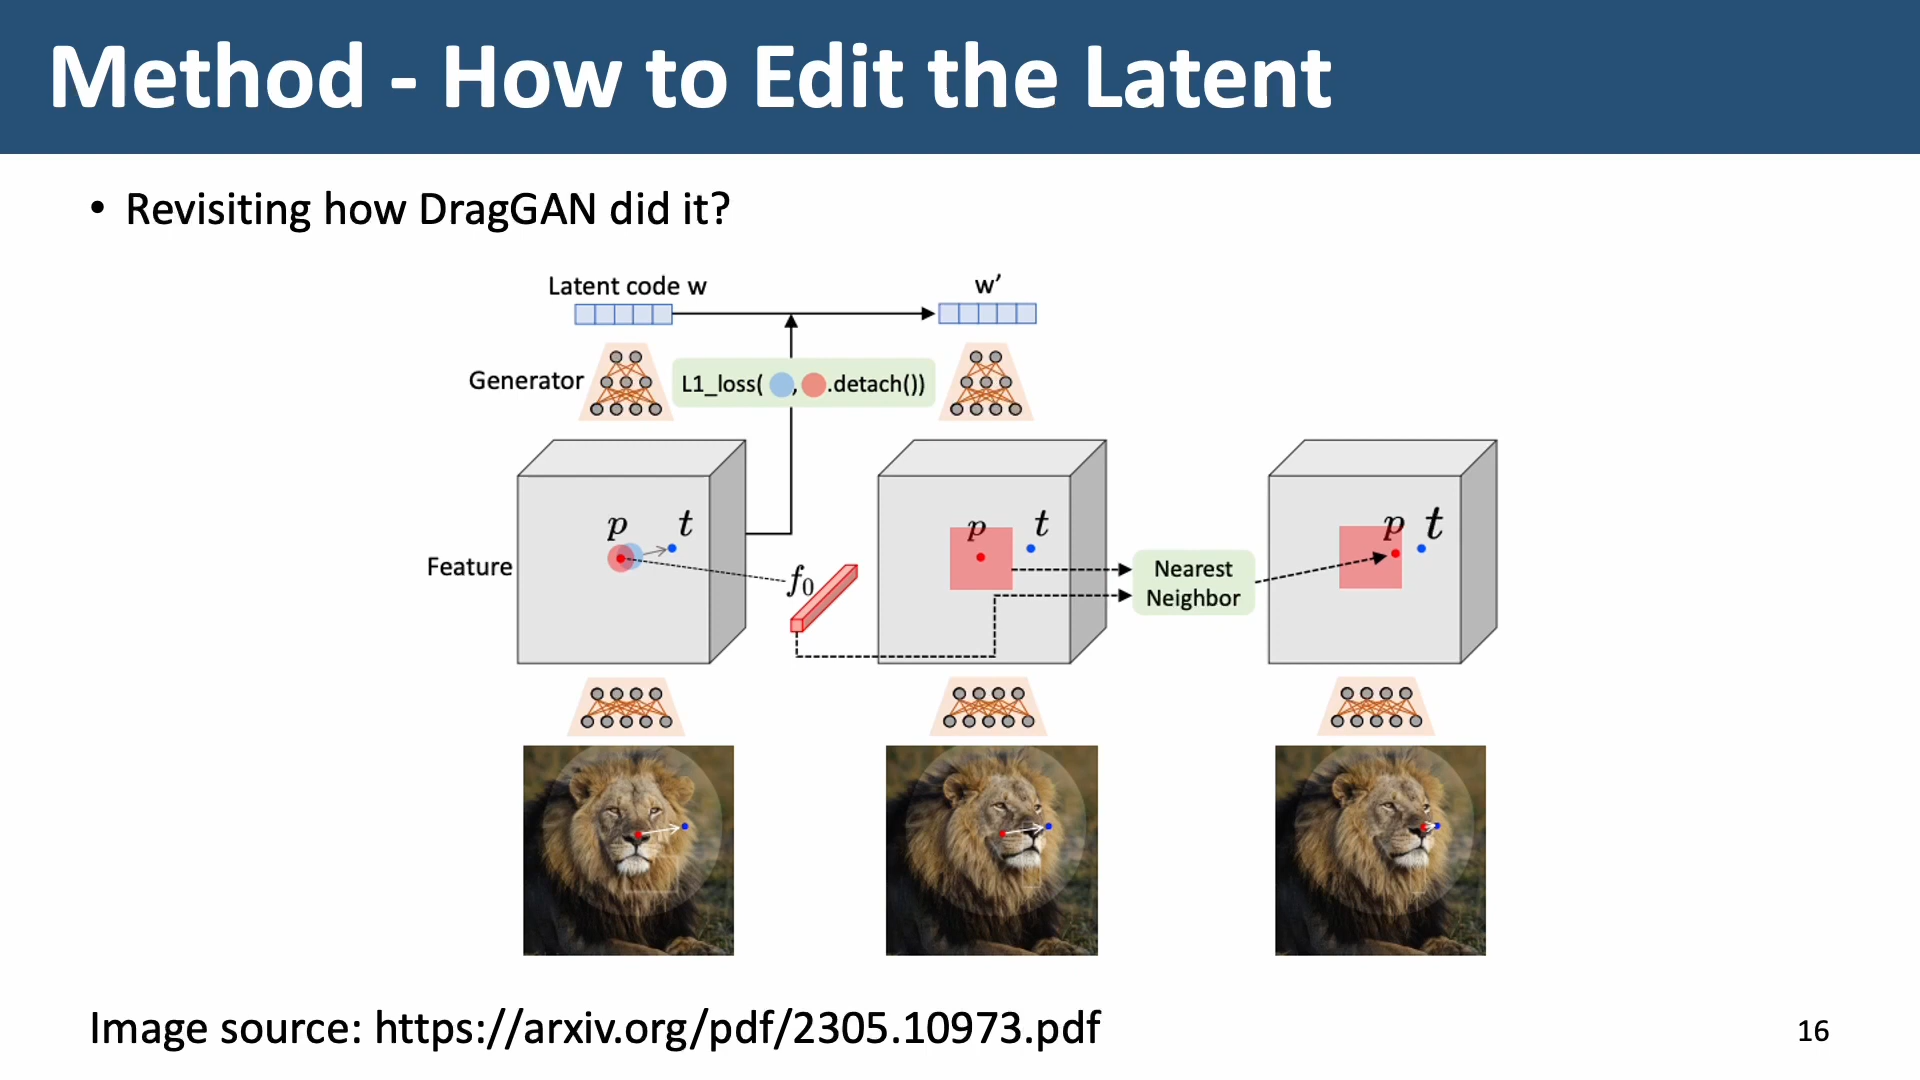 Method - How to Edit the Latent
• Revisiting how DragGAN did it?
Latent code w
w’
Generator
L1_loss( , .detach())
p t
p t
p t
Feature
f0
Nearest
Neighbor
Image source: https://arxiv.org/pdf/2305.10973.pdf
16